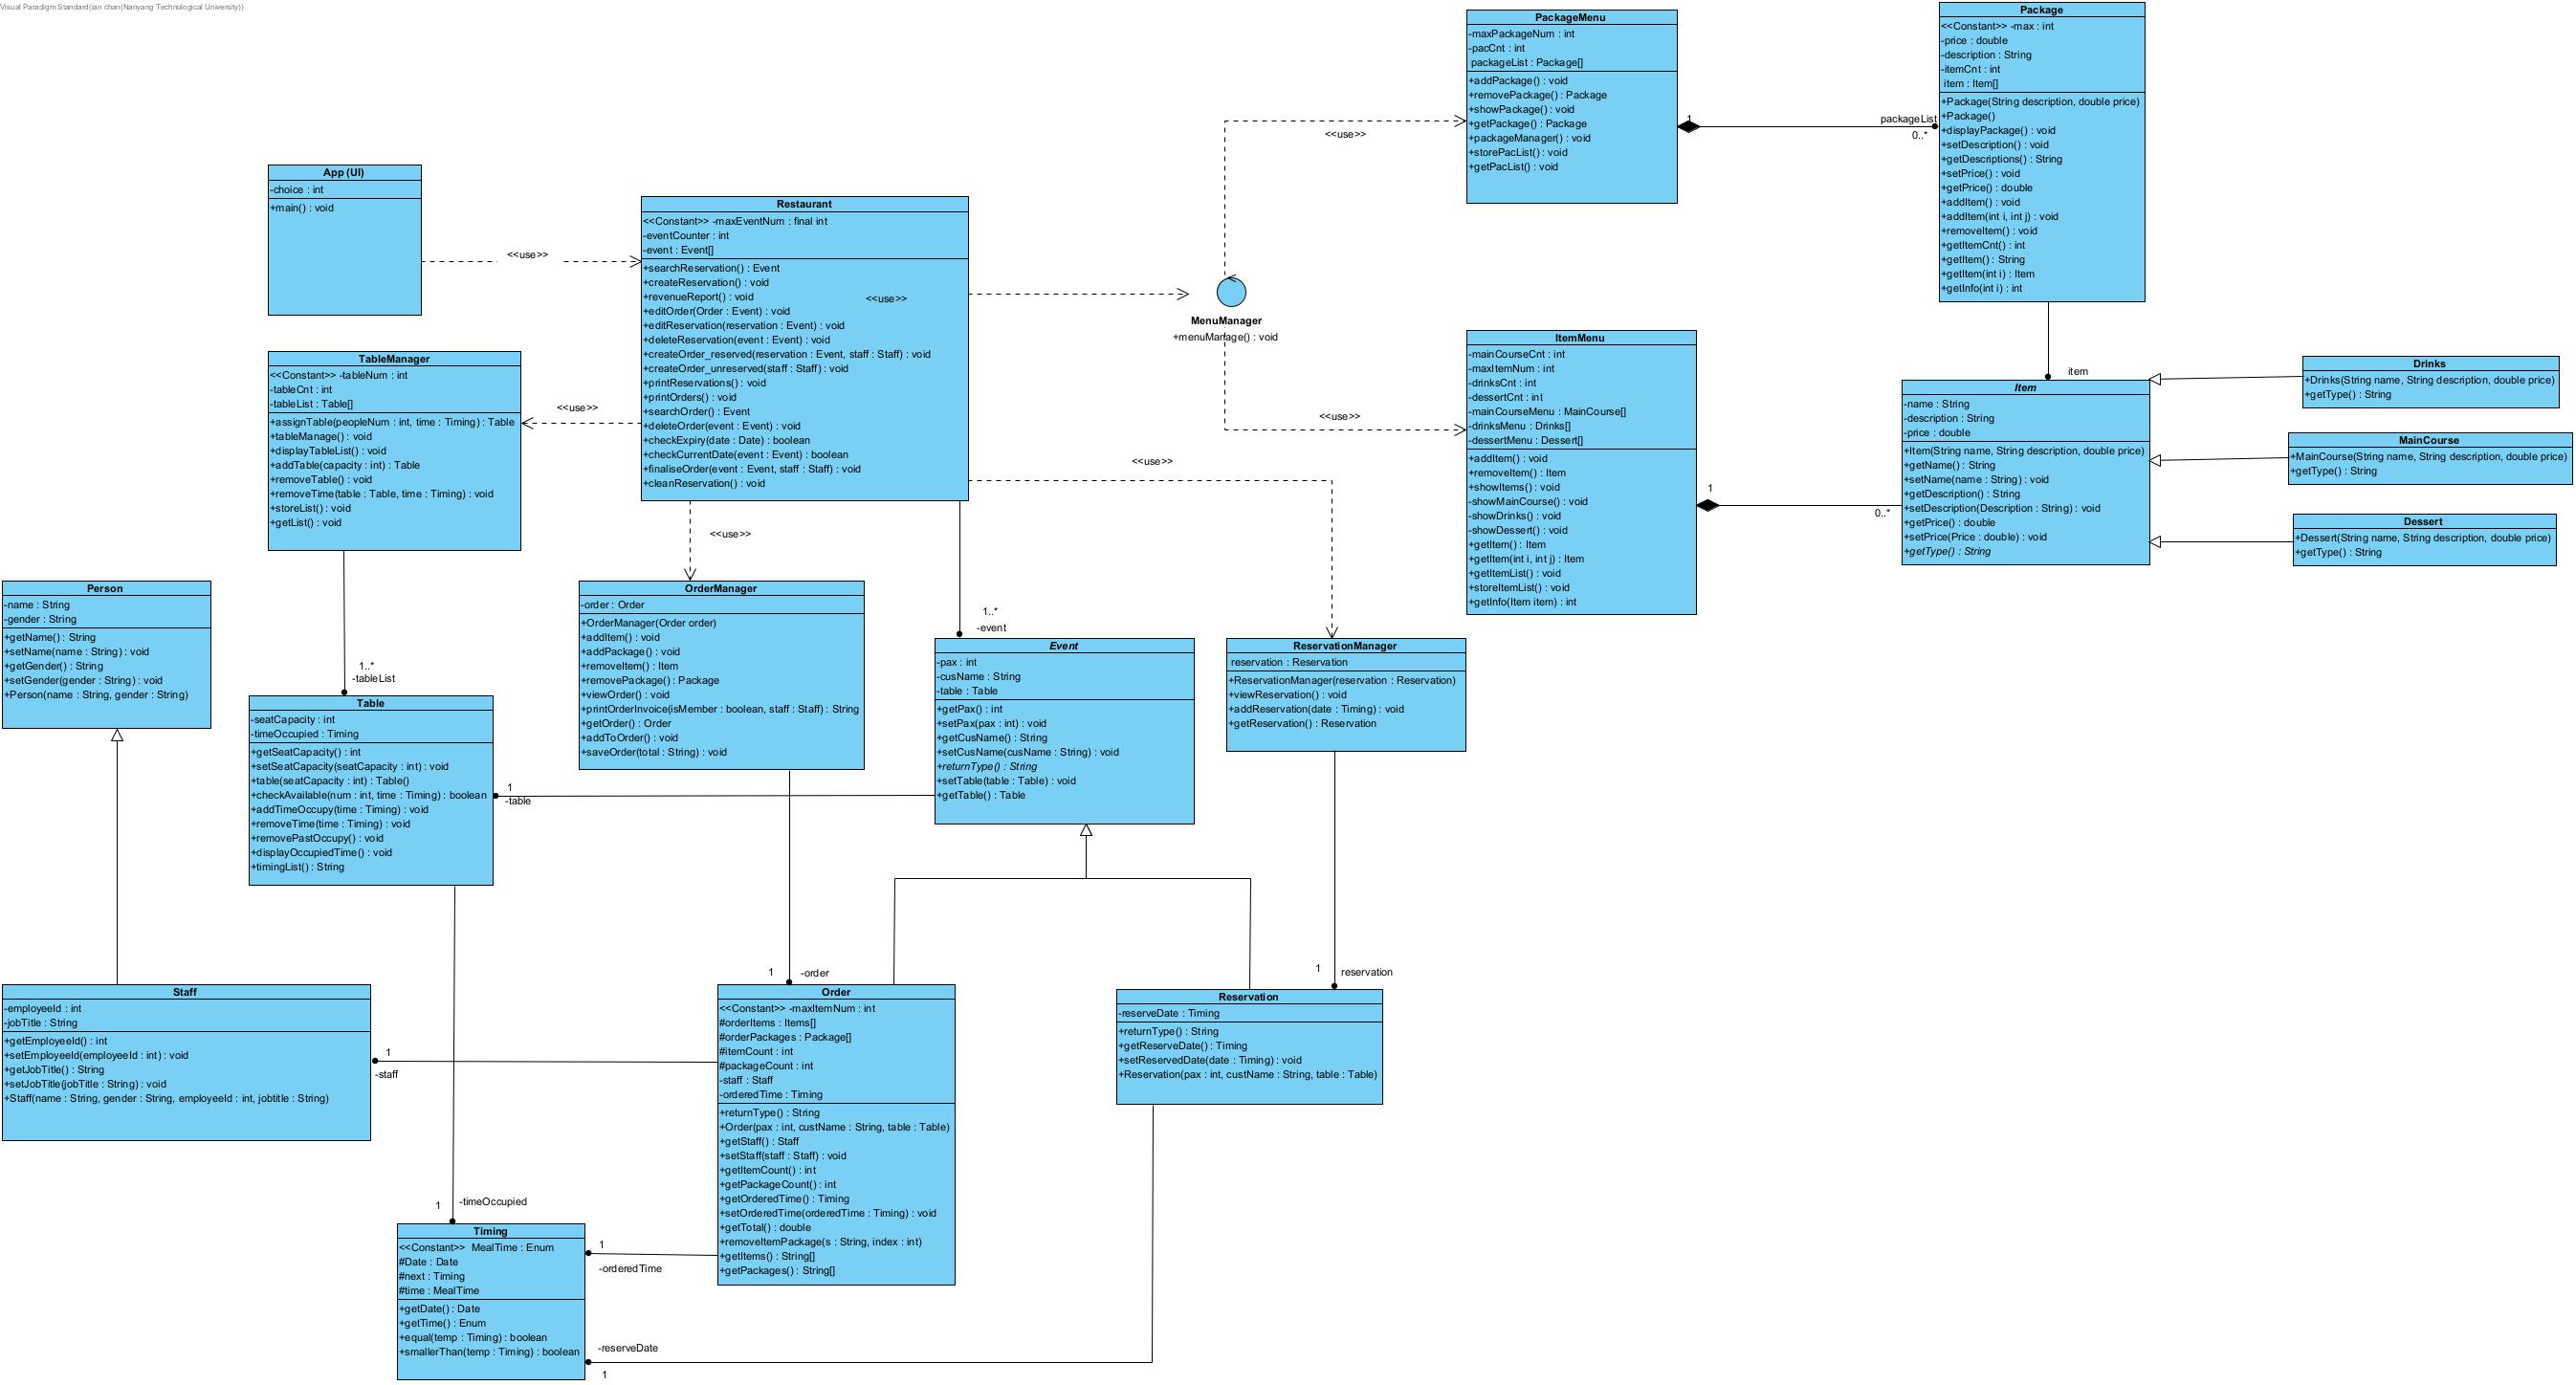 Visual Paradigm Standard(ian chan(Nanyang Technological University))
PackageMenu
-maxPackageNum : int
-pacCnt : int
packageList : Package[]
+addPackage() : void
+removePackage() : Package
+showPackage() : void
+getPackage() : Package
+packageManager() : void
+storePacList() : void
+getPacList() : void
1
packageList
0..*
Package
<<Constant>> -max : int
-price : double
-description : String
-itemCnt : int
item : Item[]
+Package(String description, double price)
+Package()
+displayPackage() : void
+setDescription() : void
+getDescriptions() : String
+setPrice() : void
+getPrice() : double
+addItem() : void
+addItem(int i, int j) : void
+removeItem() : void
+getItemCnt() : int
+getItem() : String
+getItem(int i) : Item
+getInfo(int i) : int
<<use>>
App (UI)
-choice : int
+main() : void
<<use>>
Restaurant
<<Constant>> -maxEventNum : final int
-eventCounter : int
-event : Event[]
+searchReservation() : Event
+createReservation() : void
+revenueReport() : void
+editOrder(Order : Event) : void
+editReservation(reservation : Event) : void
+deleteReservation(event : Event) : void
+createOrder_reserved(reservation : Event, staff : Staff) : void
+createOrder_unreserved(staff : Staff) : void
+printReservations() : void
+printOrders() : void
+searchOrder() : Event
+deleteOrder(event : Event) : void
+checkExpiry(date : Date) : boolean
+checkCurrentDate(event : Event) : boolean
+finaliseOrder(event : Event, staff : Staff) : void
+cleanReservation() : void
<<use>>
MenuManager
+menuManage() : void
<<use>>
ItemMenu
-mainCourseCnt : int
-maxItemNum : int
-drinksCnt : int
-dessertCnt : int
-mainCourseMenu : MainCourse[]
-drinksMenu : Drinks[]
-dessertMenu : Dessert[]
+addItem() : void
+removeItem() : Item
+showItems() : void
-showMainCourse() : void
-showDrinks() : void
-showDessert() : void
+getItem() : Item
+getItem(int i, int j) : Item
+getItemList() : void
+storeItemList() : void
+getInfo(Item item) : int
1
0..*
item
Item
-name : String
-description : String
-price : double
+Item(String name, String description, double price)
+getName() : String
+setName(name : String) : void
+getDescription() : String
+setDescription(Description : String) : void
+getPrice() : double
+setPrice(Price : double) : void
+getType() : String
Drinks
+Drinks(String name, String description, double price)
+getType() : String
MainCourse
+MainCourse(String name, String description, double price)
+getType() : String
Dessert
+Dessert(String name, String description, double price)
+getType() : String
TableManager
<<Constant>> -tableNum : int
-tableCnt : int
-tableList : Table[]
+assignTable(peopleNum : int, time : Timing) : Table
+tableManage() : void
+displayTableList() : void
+addTable(capacity : int) : Table
+removeTable() : void
+removeTime(table : Table, time : Timing) : void
+storeList() : void
+getList() : void
<<use>>
<<use>>
<<use>>
Person
-name : String
-gender : String
+getName() : String
+setName(name : String) : void
+getGender() : String
+setGender(gender : String) : void
+Person(name : String, gender : String)
1..*
-tableList
Table
-seatCapacity : int
-timeOccupied : Timing
+getSeatCapacity() : int
+setSeatCapacity(seatCapacity : int) : void
+table(seatCapacity : int) : Table()
+checkAvailable(num : int, time : Timing) : boolean
+addTimeOccupy(time : Timing) : void
+removeTime(time : Timing) : void
+removePastOccupy() : void
+displayOccupiedTime() : void
+timingList() : String
OrderManager
-order : Order
+OrderManager(Order order)
+addItem() : void
+addPackage() : void
+removeItem() : Item
+removePackage() : Package
+viewOrder() : void
+printOrderInvoice(isMember : boolean, staff : Staff) : String
+getOrder() : Order
+addToOrder() : void
+saveOrder(total : String) : void
1..*
-event
Event
-pax : int
-cusName : String
-table : Table
+getPax() : int
+setPax(pax : int) : void
+getCusName() : String
+setCusName(cusName : String) : void
+returnType() : String
+setTable(table : Table) : void
+getTable() : Table
1
-table
ReservationManager
reservation : Reservation
+ReservationManager(reservation : Reservation)
+viewReservation() : void
+addReservation(date : Timing) : void
+getReservation() : Reservation
Staff
-employeeId : int
-jobTitle : String
+getEmployeeId() : int
+setEmployeeId(employeeId : int) : void
+getJobTitle() : String
+setJobTitle(jobTitle : String) : void
+Staff(name : String, gender : String, employeeId : int, jobtitle : String)
1
-staff
1
-order
Order
<<Constant>> -maxItemNum : int
#orderItems : Items[]
#orderPackages : Package[]
#itemCount : int
#packageCount : int
-staff : Staff
-orderedTime : Timing
+returnType() : String
+Order(pax : int, custName : String, table : Table)
+getStaff() : Staff
+setStaff(staff : Staff) : void
+getItemCount() : int
+getPackageCount() : int
+getOrderedTime() : Timing
+setOrderedTime(orderedTime : Timing) : void
+getTotal() : double
+removeItemPackage(s : String, index : int)
+getItems() : String[]
+getPackages() : String[]
1
reservation
Reservation
-reserveDate : Timing
+returnType() : String
+getReserveDate() : Timing
+setReservedDate(date : Timing) : void
+Reservation(pax : int, custName : String, table : Table)
1
-timeOccupied
Timing
<<Constant>> MealTime : Enum
#Date : Date
#next : Timing
#time : MealTime
+getDate() : Date
+getTime() : Enum
+equal(temp : Timing) : boolean
+smallerThan(temp : Timing) : boolean
1
-orderedTime
-reserveDate
1